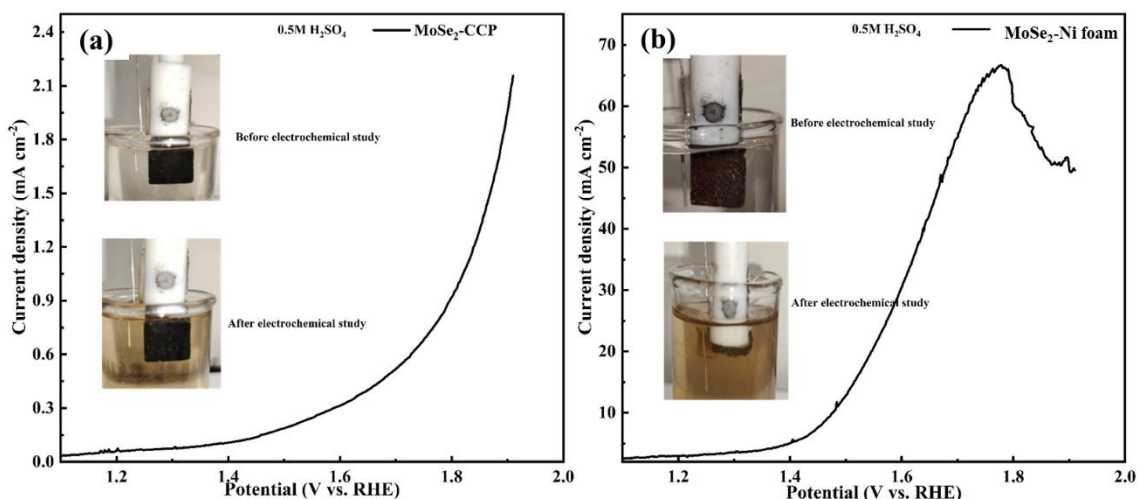 (a)
0.5M H₂SO₄
MoSe₂-CCP
Before electrochemical study
After electrochemical study
Current density (mA cm⁻²)
2.4
2.1
1.8
1.5
1.2
0.9
0.6
0.3
0.0
1.2
1.4
1.6
1.8
2.0
Potential (V vs. RHE)
(b)
0.5M H₂SO₄
MoSe₂-Ni foam
Before electrochemical study
After electrochemical study
Current density (mA cm⁻²)
70
60
50
40
30
20
10
1.2
1.4
1.6
1.8
2.0
Potential (V vs. RHE)